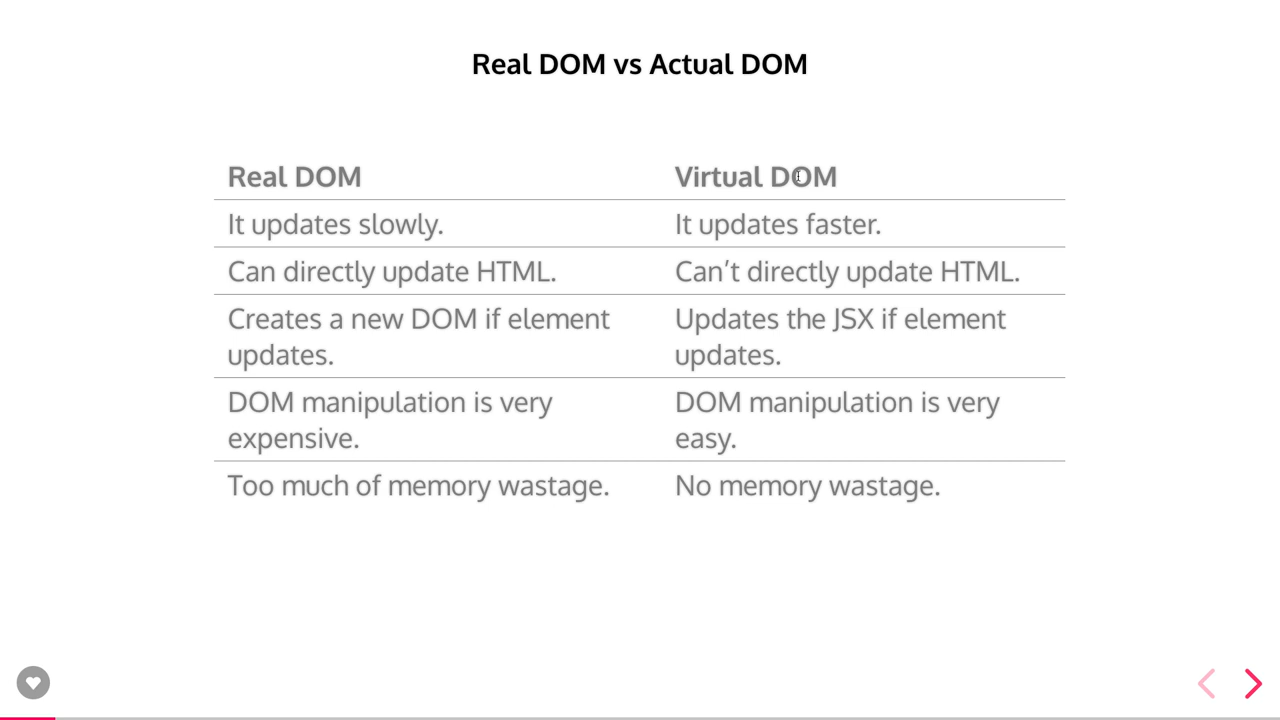 Real DOM vs Actual DOM
Real DOM
Virtual DOM
It updates slowly.
It updates faster.
Can directly update HTML.
Can’t directly update HTML.
Creates a new DOM if element
updates.
Updates the JSX if element
updates.
DOM manipulation is very
expensive.
DOM manipulation is very
easy.
Too much of memory wastage.
No memory wastage.